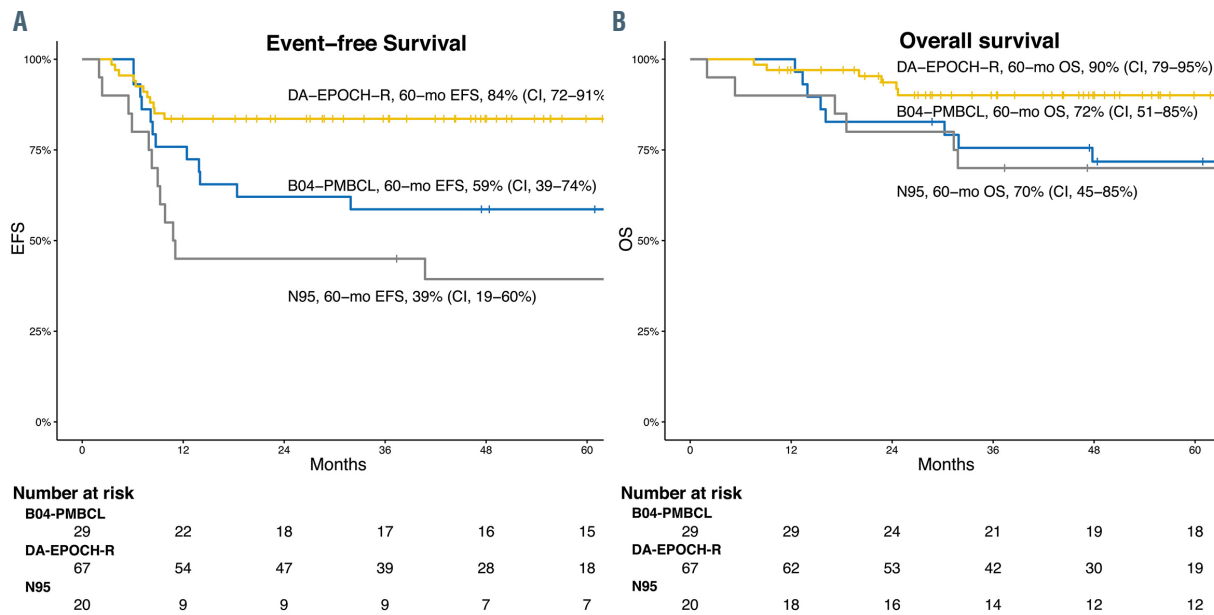 A
Event–free Survival
100%
75%
50%
25%
0%
EFS
DA–EPOCH–R, 60–mo EFS, 84% (CI, 72–91%
B04–PMBCL, 60–mo EFS, 59% (CI, 39–74%)
N95, 60–mo EFS, 39% (CI, 19–60%)
0 12 24 36 48 60
Months
Number at risk
B04-PMBCL
29 22 18 17 16 15
DA-EPOCH-R
67 54 47 39 28 18
N95
20 9 9 9 7 7
B
Overall survival
100%
75%
50%
25%
0%
OS
DA–EPOCH–R, 60–mo OS, 90% (CI, 79–95%)
B04–PMBCL, 60–mo OS, 72% (CI, 51–85%)
N95, 60–mo OS, 70% (CI, 45–85%)
0 12 24 36 48 60
Months
Number at risk
B04-PMBCL
29 29 24 21 19 18
DA-EPOCH-R
67 62 53 42 30 19
N95
20 18 16 14 12 12